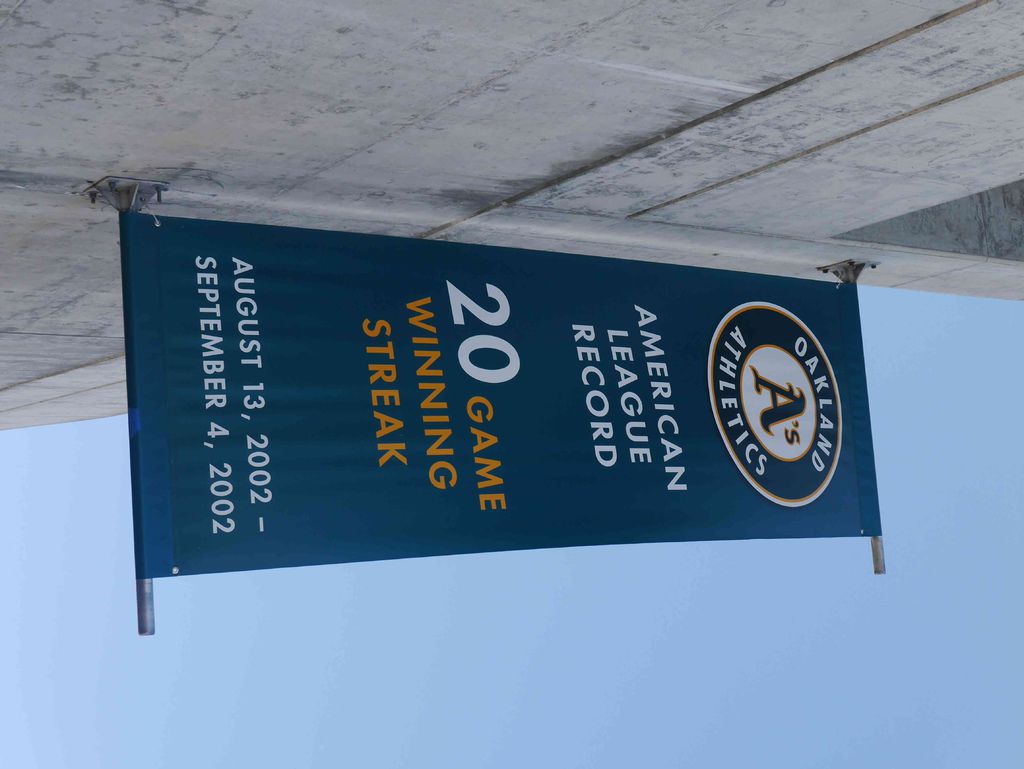 OAKLAND
A's
ATHLETICS
AMERICAN
LEAGUE
RECORD
20 GAME
WINNING
STREAK
AUGUST 13, 2002 –
SEPTEMBER 4, 2002